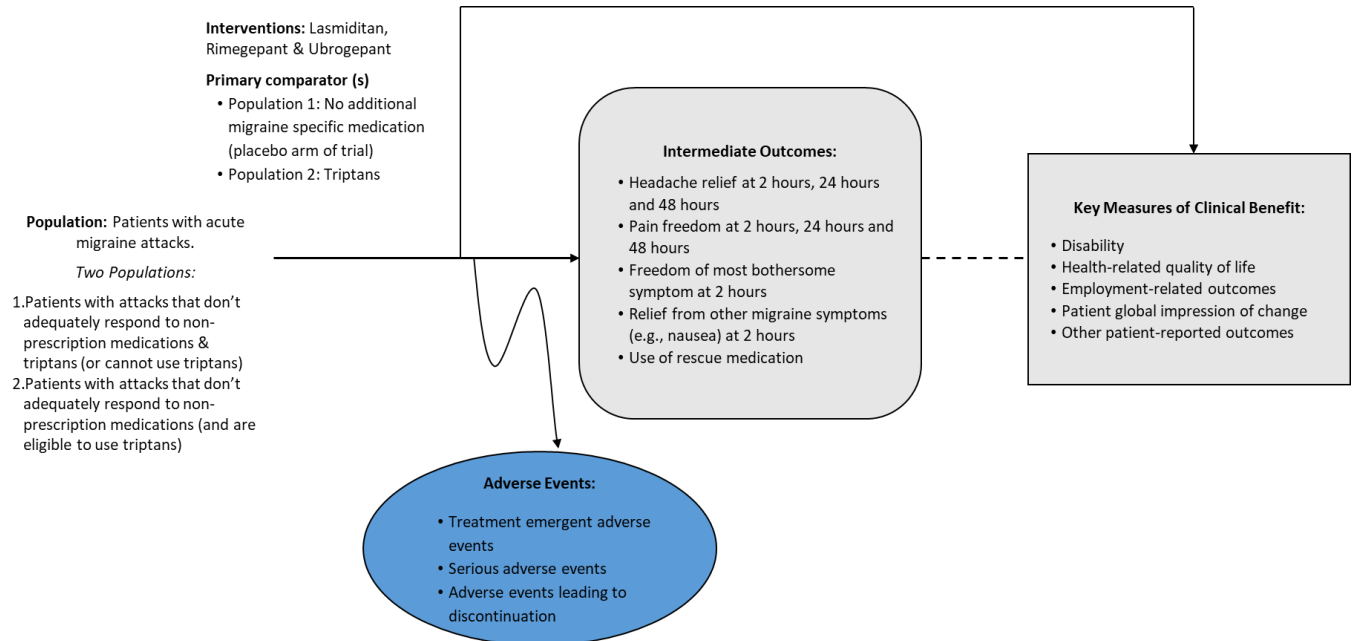 Interventions: Lasmiditan,
Rimegepant & Ubrogepant
Primary comparator (s)
• Population 1: No additional
migraine specific medication
(placebo arm of trial)
• Population 2: Triptans
Population: Patients with acute
migraine attacks.
Two Populations:
1.Patients with attacks that don’t
adequately respond to non-
prescription medications &
triptans (or cannot use triptans)
2.Patients with attacks that don’t
adequately respond to non-
prescription medications (and are
eligible to use triptans)
Intermediate Outcomes:
• Headache relief at 2 hours, 24 hours
and 48 hours
• Pain freedom at 2 hours, 24 hours and
48 hours
• Freedom of most bothersome
symptom at 2 hours
• Relief from other migraine symptoms
(e.g., nausea) at 2 hours
• Use of rescue medication
Key Measures of Clinical Benefit:
• Disability
• Health-related quality of life
• Employment-related outcomes
• Patient global impression of change
• Other patient-reported outcomes
Adverse Events:
• Treatment emergent adverse
events
• Serious adverse events
• Adverse events leading to
discontinuation